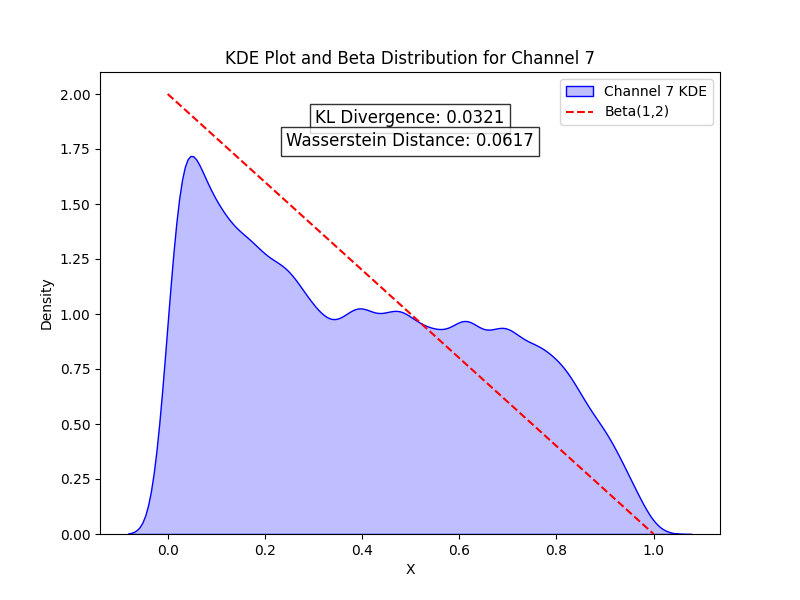 KDE Plot and Beta Distribution for Channel 7
Channel 7 KDE
Beta(1,2)
KL Divergence: 0.0321
Wasserstein Distance: 0.0617
Density
2.00
1.75
1.50
1.25
1.00
0.75
0.50
0.25
0.00
0.0 0.2 0.4 0.6 0.8 1.0
X